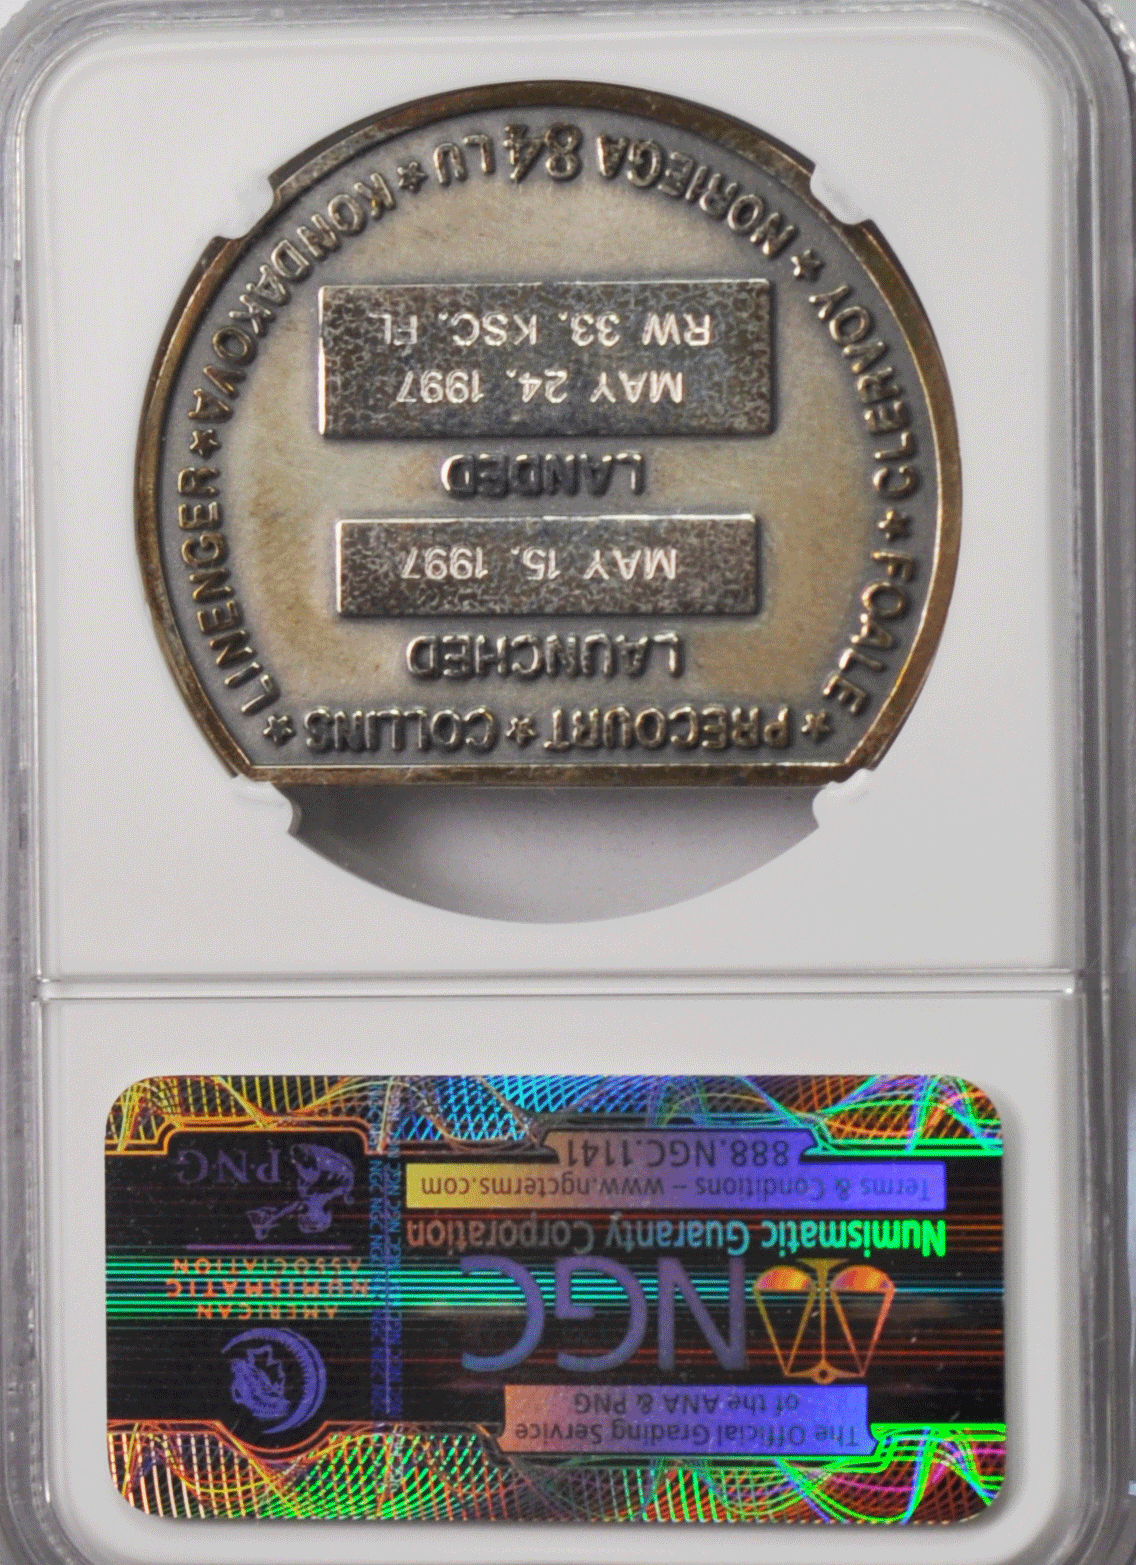 The Official Grading Service
of the ANA & PNG
NGC
Numismatic Guaranty Corporation
Terms & Conditions – www.ngcterms.com
888.NGC.1141
AMERICAN
NUMISMATIC
ASSOCIATION
PNG
FOALE ★ PRECOURT ★ COLLINS ★ LINENGER ★
LAUNCHED
MAY 15, 1997
LANDED
MAY 24, 1997
RW 33, KSC, FL
CLERVOY ★ NORIEGA 84 LU ★ KONDAKOVA